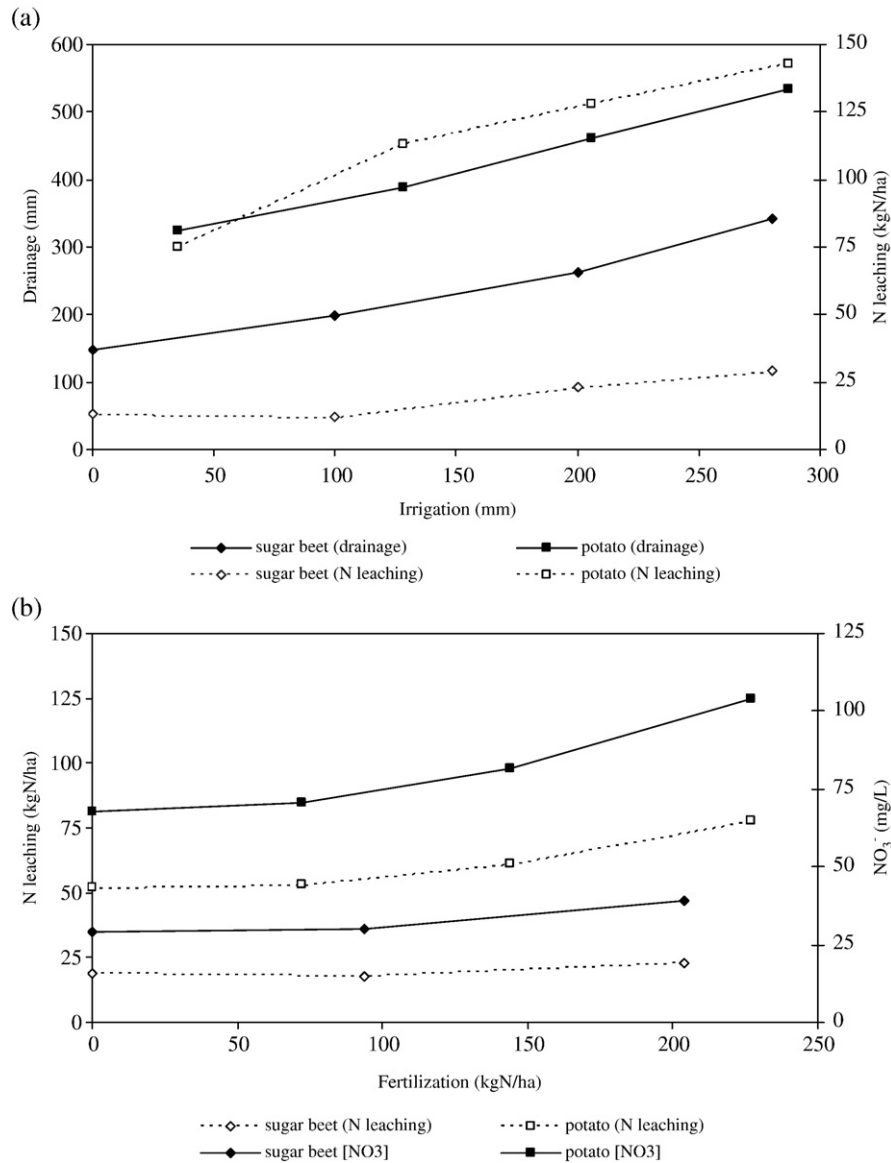 (a)
600
500
400
300
200
100
0
Drainage (mm)
150
125
100
75
50
25
0
N leaching (kgN/ha)
0 50 100 150 200 250 300
Irrigation (mm)
sugar beet (drainage) potato (drainage)
sugar beet (N leaching) potato (N leaching)
(b)
150
125
100
75
50
25
0
N leaching (kgN/ha)
125
100
75
50
25
0
NO₃⁻ (mg/L)
0 50 100 150 200 250
Fertilization (kgN/ha)
sugar beet (N leaching) potato (N leaching)
sugar beet [NO3] potato [NO3]